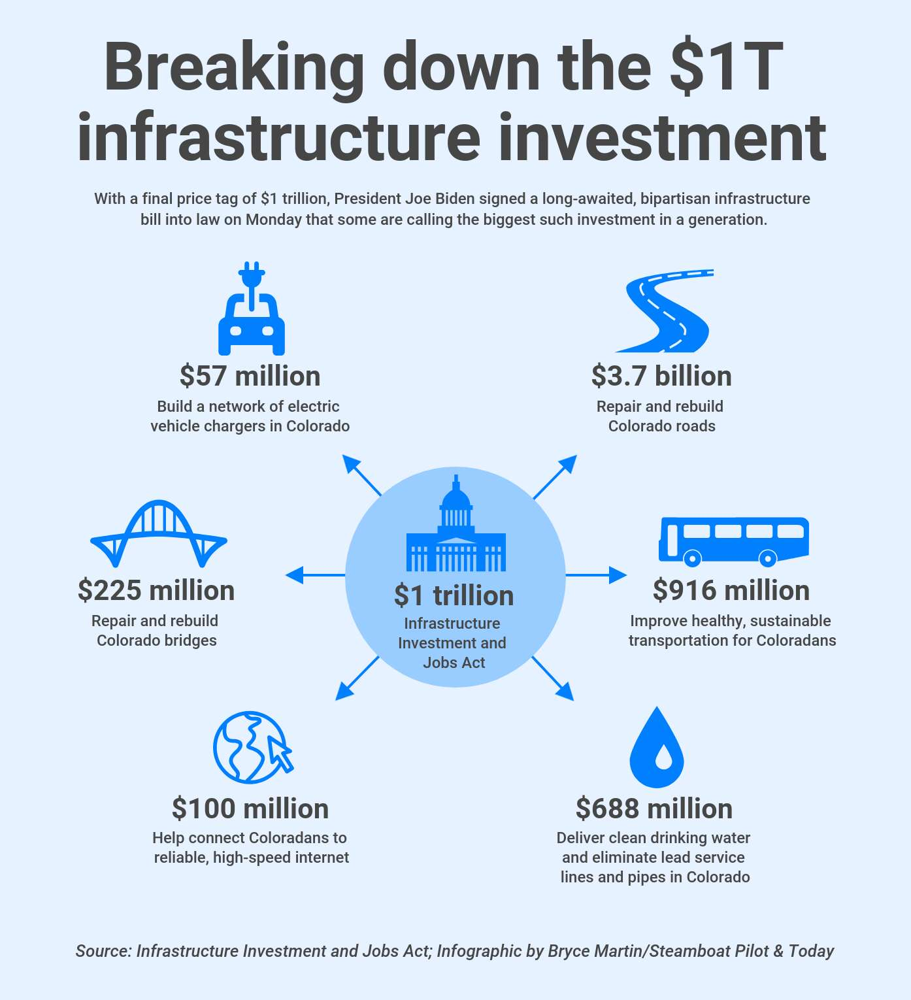 Breaking down the $1T
infrastructure investment
With a final price tag of $1 trillion, President Joe Biden signed a long-awaited, bipartisan infrastructure
bill into law on Monday that some are calling the biggest such investment in a generation.
$57 million
Build a network of electric
vehicle chargers in Colorado
$3.7 billion
Repair and rebuild
Colorado roads
$225 million
Repair and rebuild
Colorado bridges
$1 trillion
Infrastructure
Investment and
Jobs Act
$916 million
Improve healthy, sustainable
transportation for Coloradans
$100 million
Help connect Coloradans to
reliable, high-speed internet
$688 million
Deliver clean drinking water
and eliminate lead service
lines and pipes in Colorado
Source: Infrastructure Investment and Jobs Act; Infographic by Bryce Martin/Steamboat Pilot & Today